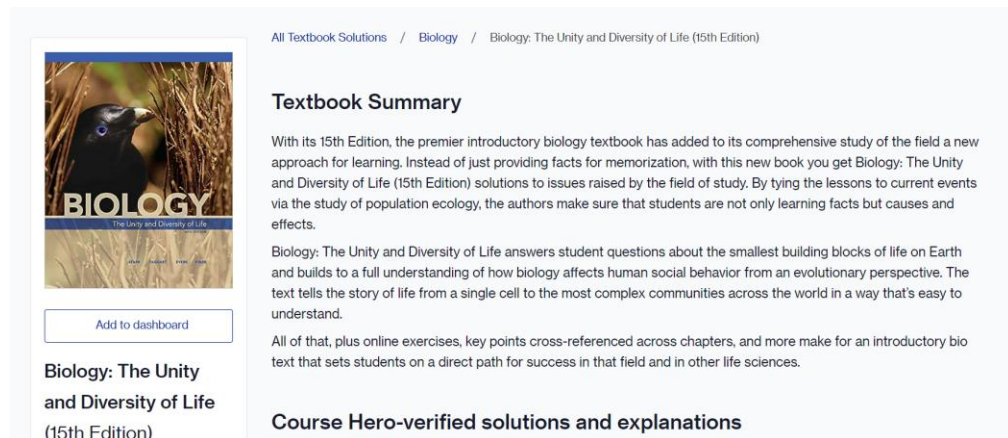 All Textbook Solutions / Biology / Biology: The Unity and Diversity of Life (15th Edition)
BIOLOGY
The Unity and Diversity of Life
Add to dashboard
Biology: The Unity
and Diversity of Life
(15th Edition)
Textbook Summary
With its 15th Edition, the premier introductory biology textbook has added to its comprehensive study of the field a new
approach for learning. Instead of just providing facts for memorization, with this new book you get Biology: The Unity
and Diversity of Life (15th Edition) solutions to issues raised by the field of study. By tying the lessons to current events
via the study of population ecology, the authors make sure that students are not only learning facts but causes and
effects.
Biology: The Unity and Diversity of Life answers student questions about the smallest building blocks of life on Earth
and builds to a full understanding of how biology affects human social behavior from an evolutionary perspective. The
text tells the story of life from a single cell to the most complex communities across the world in a way that's easy to
understand.
All of that, plus online exercises, key points cross-referenced across chapters, and more make for an introductory bio
text that sets students on a direct path for success in that field and in other life sciences.
Course Hero-verified solutions and explanations